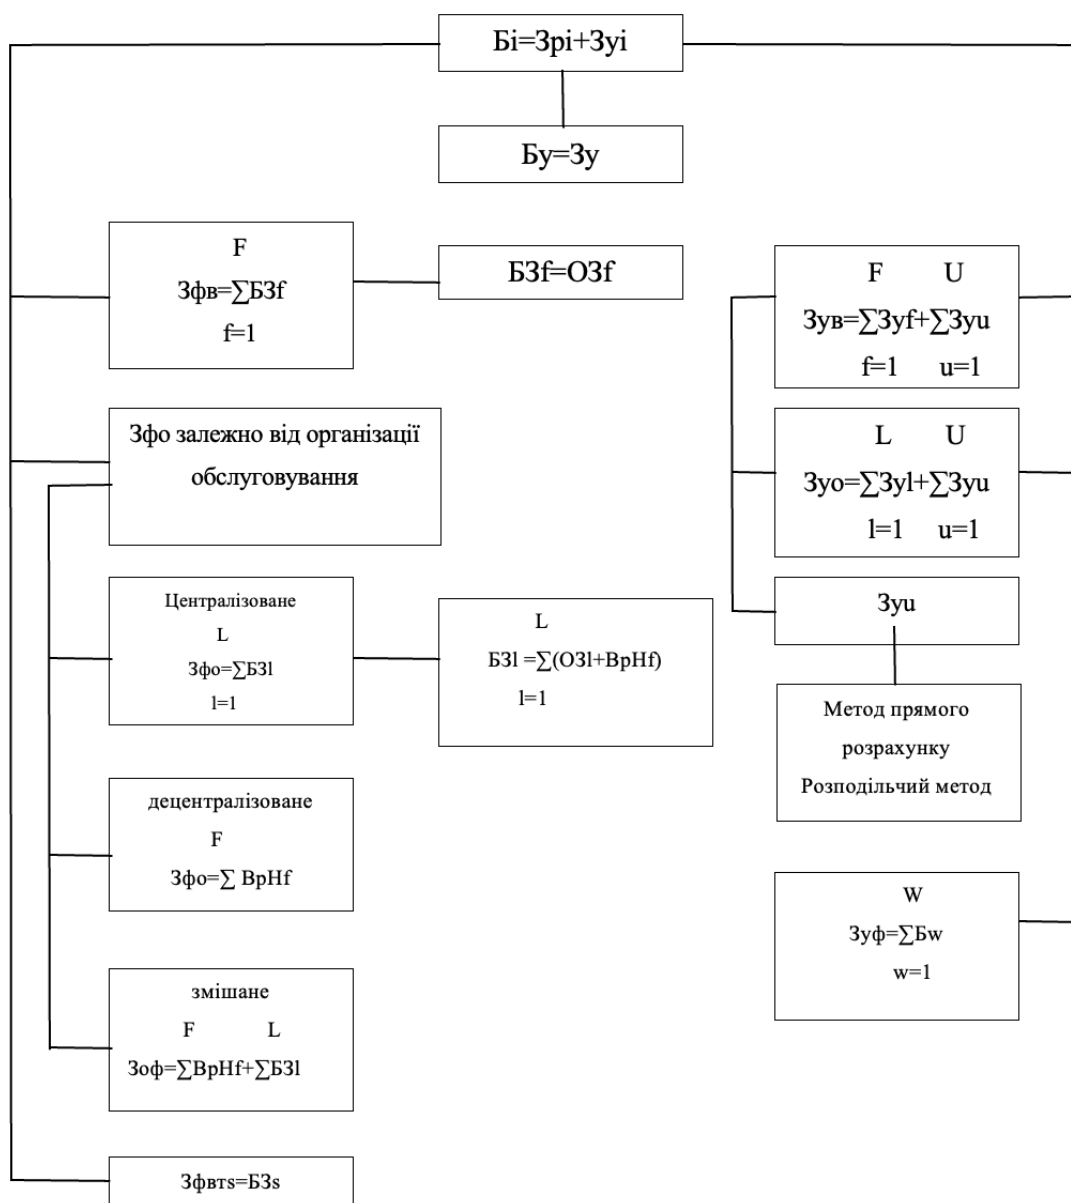 Бі=Зрі+Зуі
Бу=Зу
F
Зфв=∑БЗf
f=1
БЗf=ОЗf
F U
Зув=∑Зуf+∑Зуu
f=1 u=1
Зфо залежно від організації
обслуговування
L U
Зуо=∑Зуl+∑Зуu
l=1 u=1
Зуu
Централізоване
L
Зфо=∑БЗl
l=1
L
БЗl =∑(ОЗl+ВрНf)
l=1
Метод прямого
розрахунку
Розподільчий метод
децентралізоване
F
Зфо=∑ ВрНf
W
Зуф=∑Бw
w=1
змішане
F L
Зоф=∑ВрНf+∑БЗl
Зфвтs=БЗs